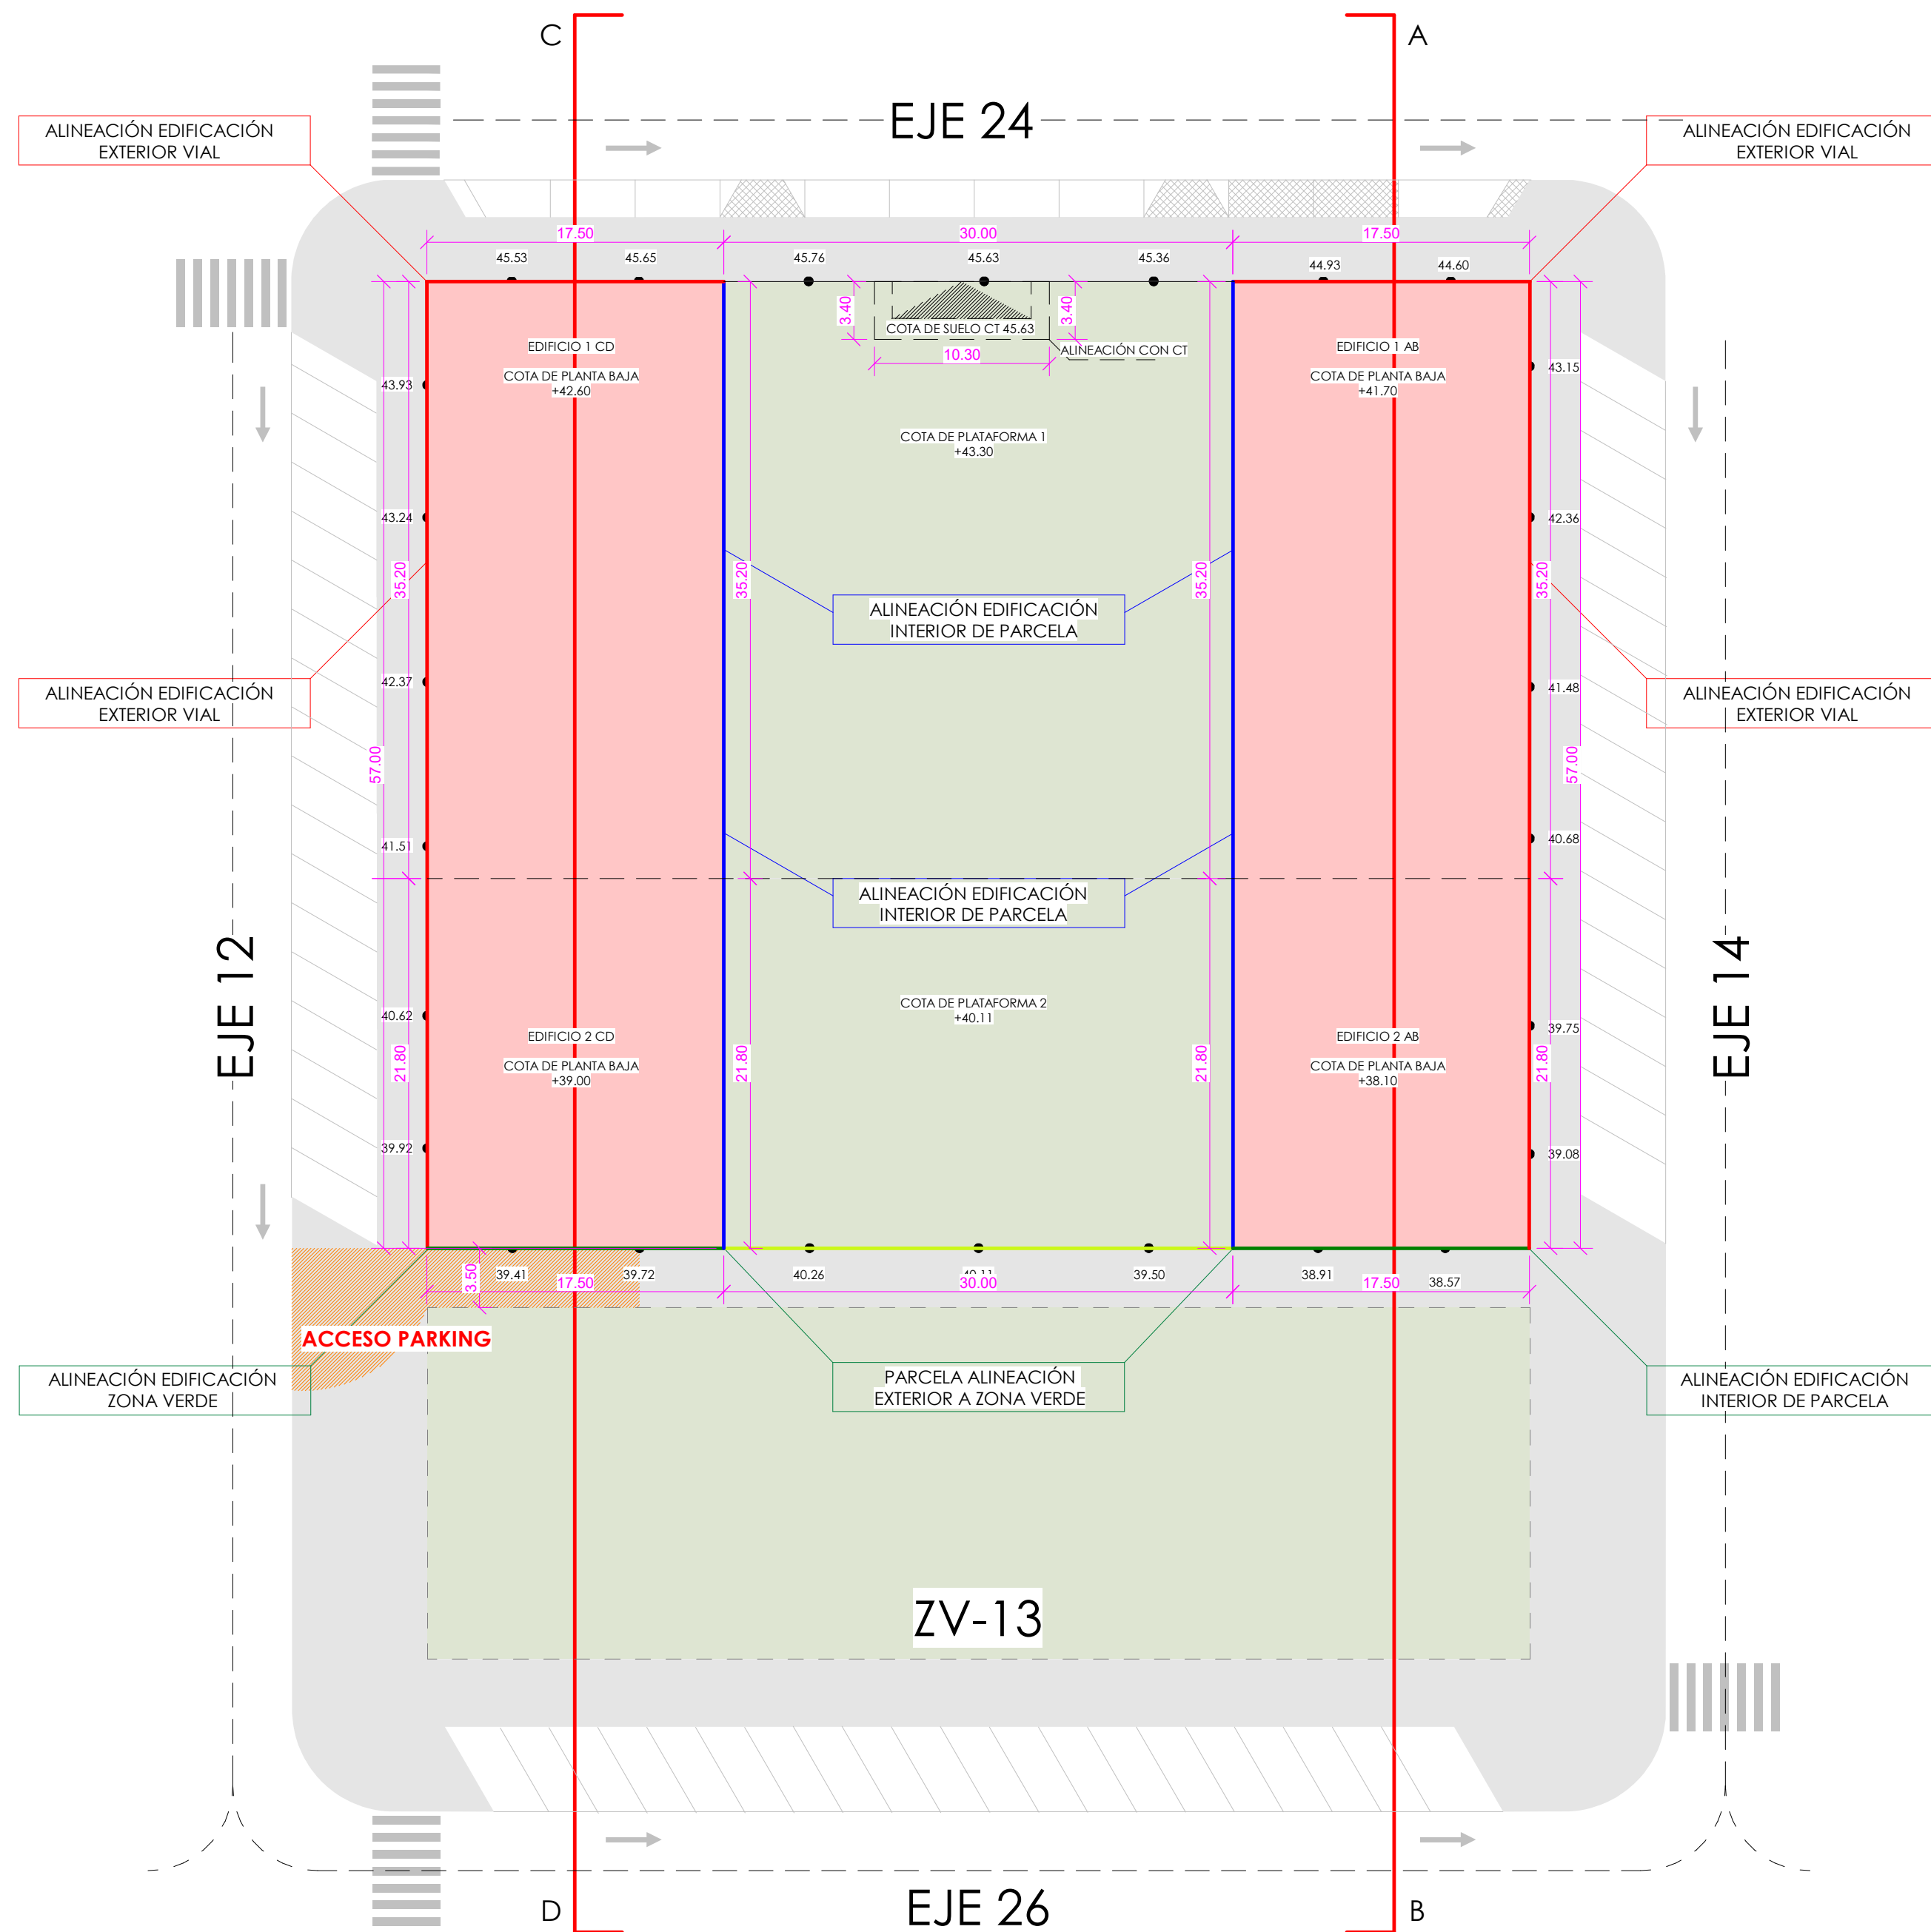 C
A
EJE 24
ALINEACIÓN EDIFICACIÓN
EXTERIOR VIAL
ALINEACIÓN EDIFICACIÓN
EXTERIOR VIAL
17.50
30.00
17.50
45.53
45.65
45.76
45.63
45.36
44.93
44.60
3.40
3.40
COTA DE SUELO CT 45.63
10.30
ALINEACIÓN CON CT
EDIFICIO 1 CD
COTA DE PLANTA BAJA
+42.60
EDIFICIO 1 AB
COTA DE PLANTA BAJA
+41.70
43.93
43.15
COTA DE PLATAFORMA 1
+43.30
43.24
42.36
35.20
35.20
35.20
35.20
ALINEACIÓN EDIFICACIÓN
INTERIOR DE PARCELA
ALINEACIÓN EDIFICACIÓN
EXTERIOR VIAL
ALINEACIÓN EDIFICACIÓN
EXTERIOR VIAL
42.37
41.48
57.00
57.00
41.51
40.68
ALINEACIÓN EDIFICACIÓN
INTERIOR DE PARCELA
EJE 12
EJE 14
COTA DE PLATAFORMA 2
+40.11
40.62
39.75
EDIFICIO 2 CD
COTA DE PLANTA BAJA
+39.00
EDIFICIO 2 AB
COTA DE PLANTA BAJA
+38.10
21.80
21.80
21.80
21.80
39.92
39.08
3.50
39.41
39.72
40.26
40.11
39.50
38.91
38.57
17.50
30.00
17.50
ACCESO PARKING
ALINEACIÓN EDIFICACIÓN
ZONA VERDE
PARCELA ALINEACIÓN
EXTERIOR A ZONA VERDE
ALINEACIÓN EDIFICACIÓN
INTERIOR DE PARCELA
ZV-13
EJE 26
D
B